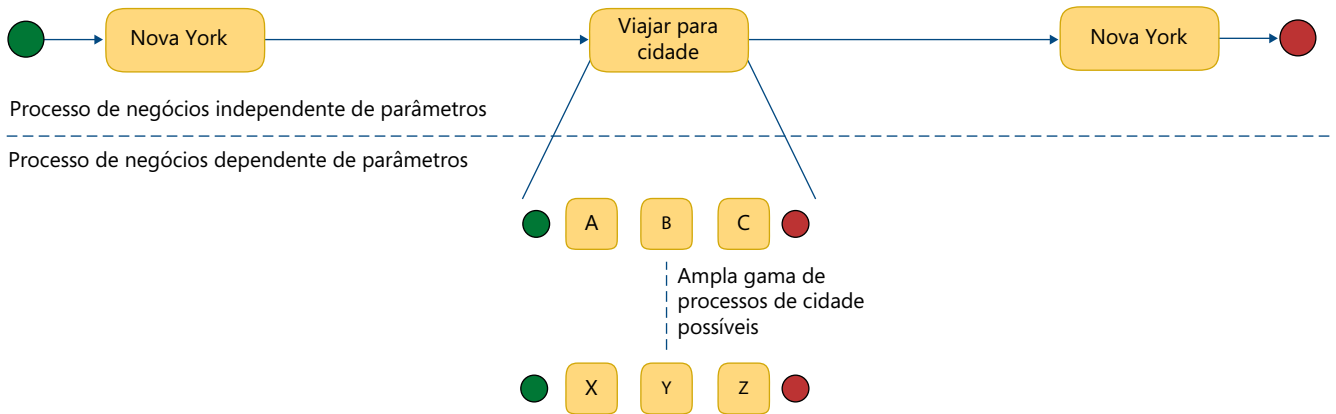 Nova York
Viajar para
cidade
Nova York
Processo de negócios independente de parâmetros
Processo de negócios dependente de parâmetros
A
B
C
Ampla gama de
processos de cidade
possíveis
X
Y
Z